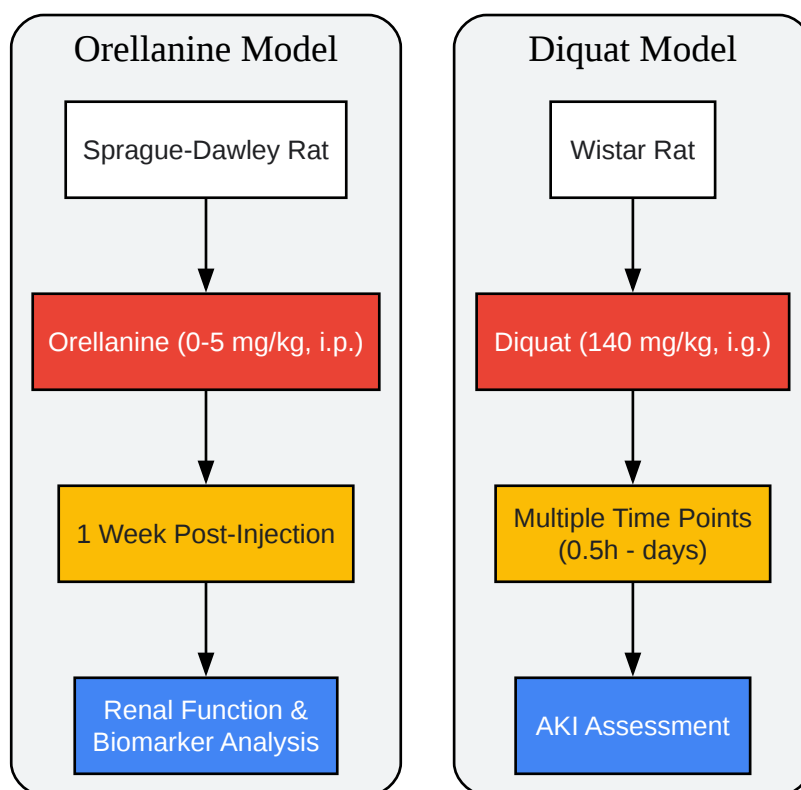 Orellanine Model
Sprague-Dawley Rat
Orellanine (0-5 mg/kg, i.p.)
1 Week Post-Injection
Renal Function &
Biomarker Analysis
Diquat Model
Wistar Rat
Diquat (140 mg/kg, i.g.)
Multiple Time Points
(0.5h - days)
AKI Assessment